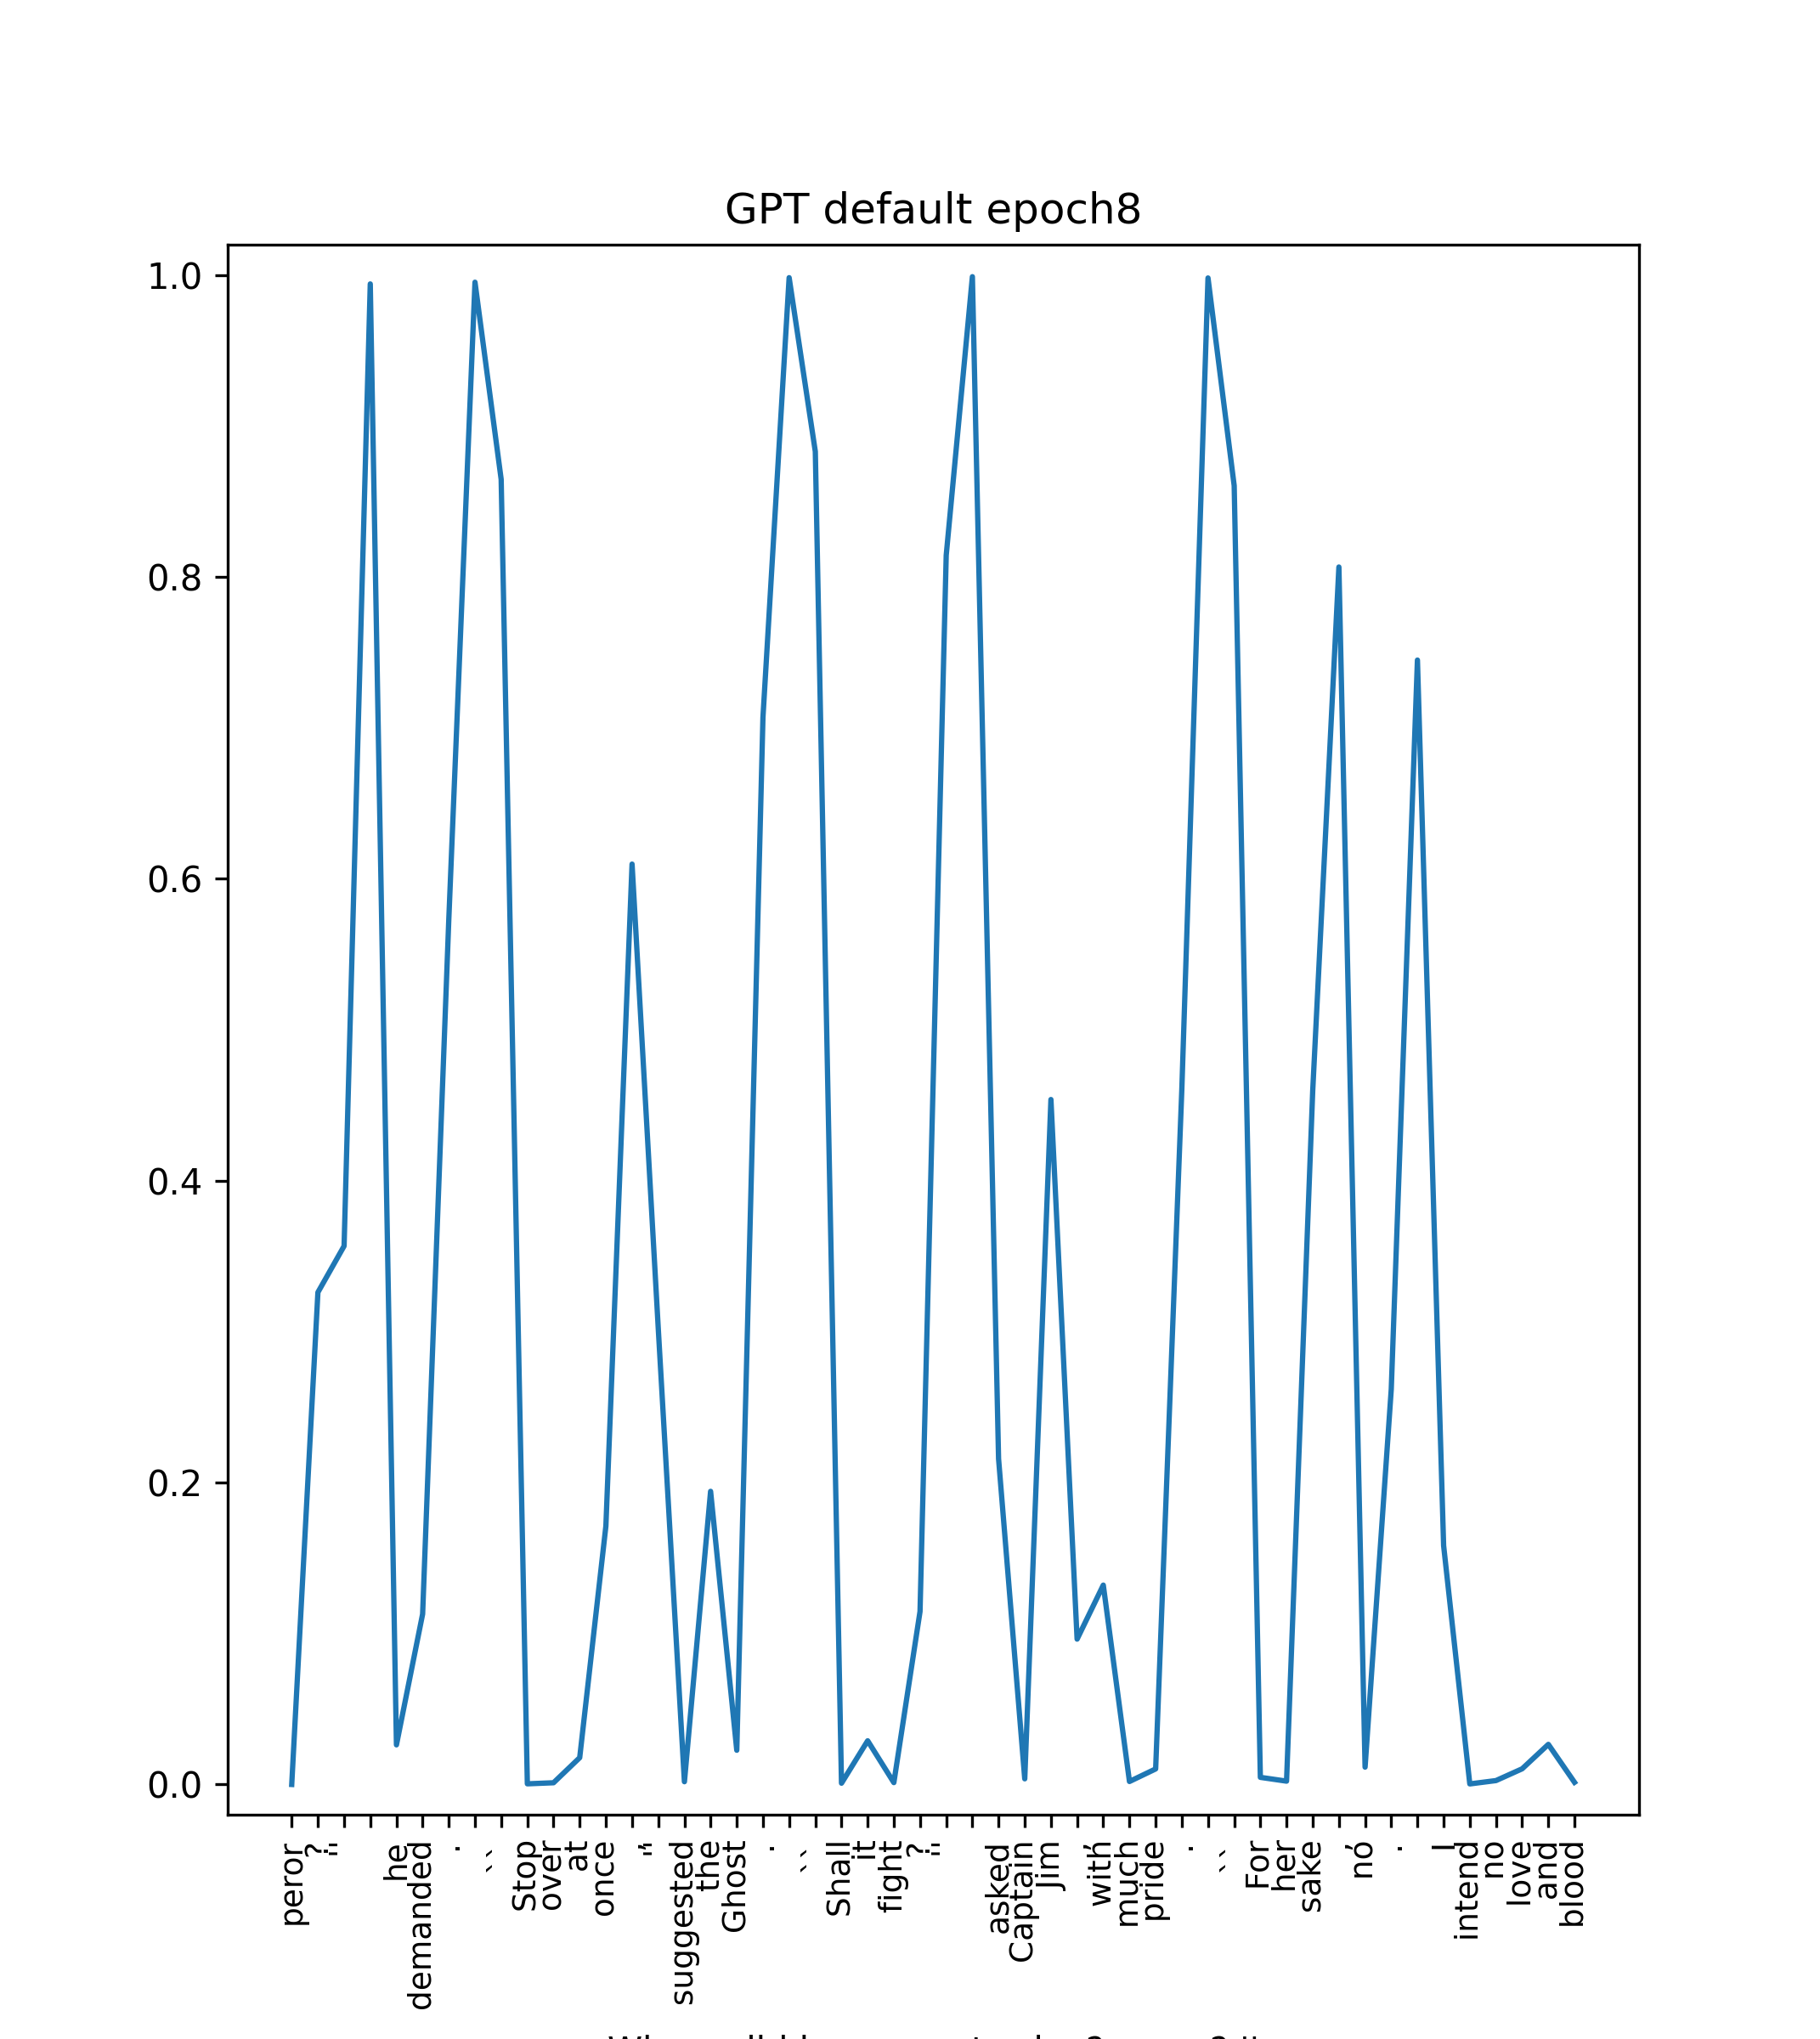 GPT default epoch8
1.0
0.8
0.6
0.4
0.2
0.0
peror
?
"
he
demanded
.
``
Stop
over
at
once
,"
suggested
the
Ghost
.
``
Shall
it
fight
?
"
asked
Captain
Jim
,
with
much
pride
.
``
For
her
sake
,
no
.
I
intend
no
love
and
blood